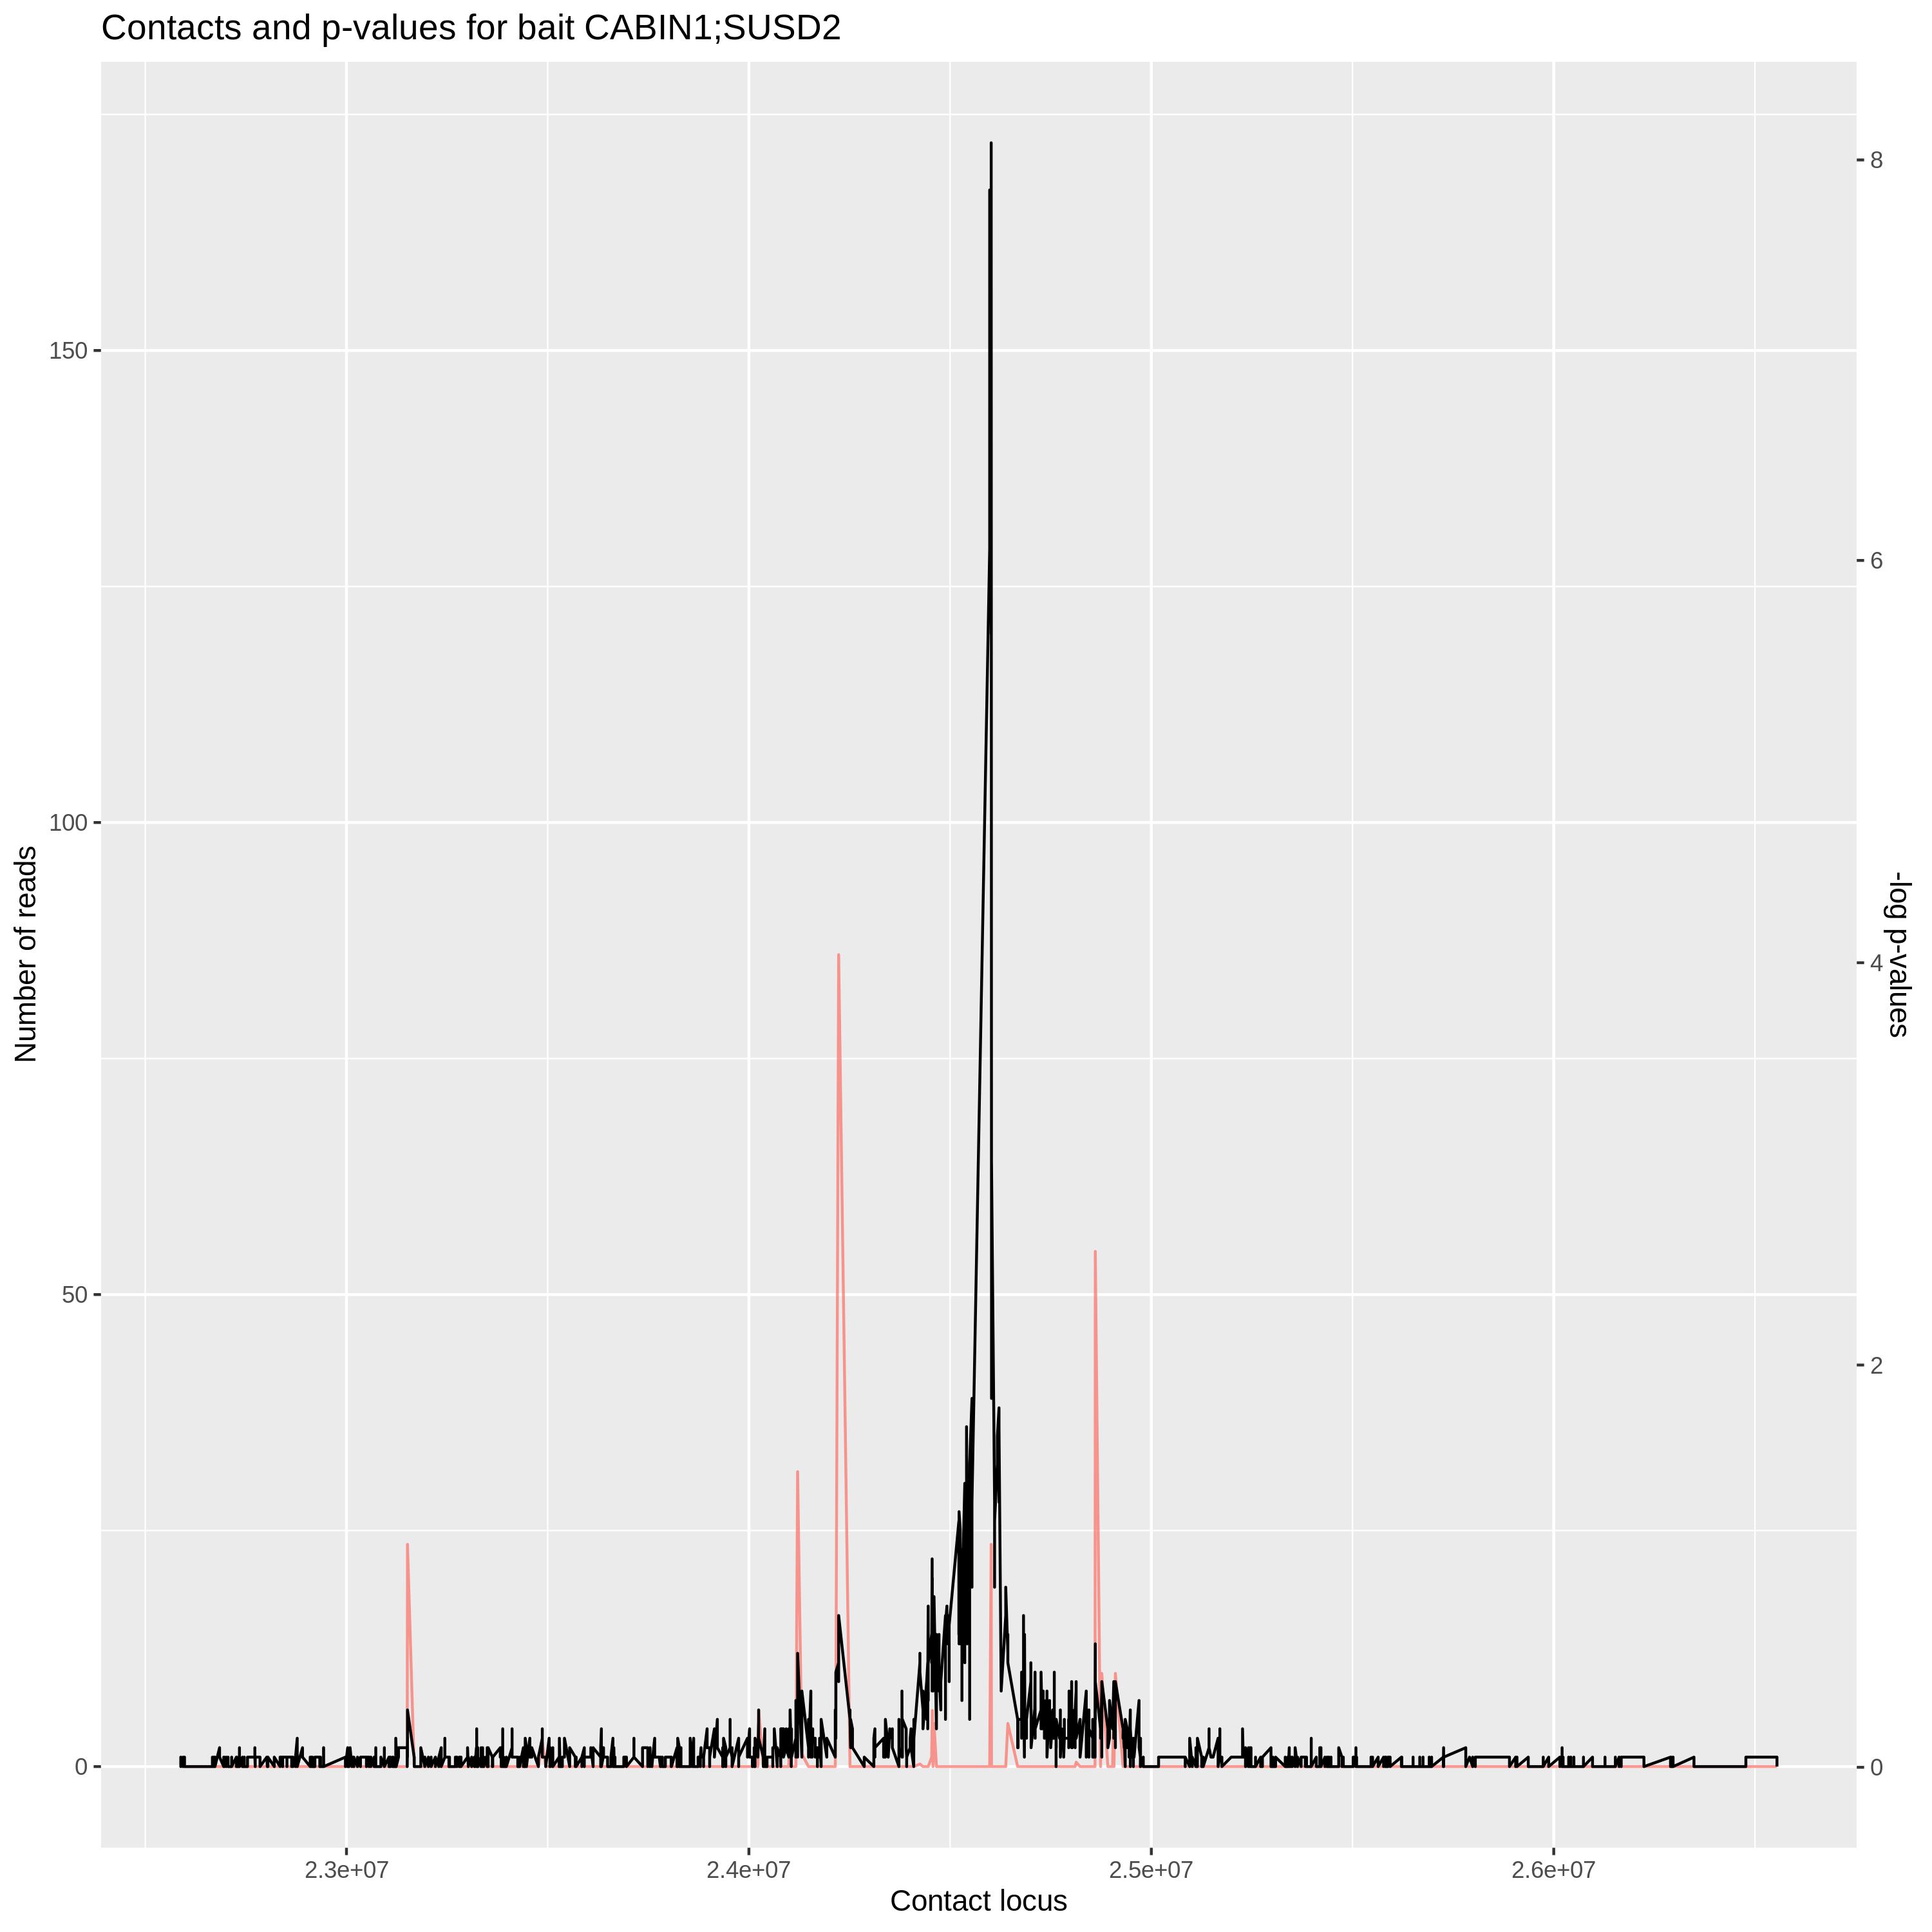 Contacts and p-values for bait CABIN1;SUSD2
Number of reads
150
100
50
0
8
6
4
2
0
-log p-values
2.3e+07
2.4e+07
2.5e+07
2.6e+07
Contact locus